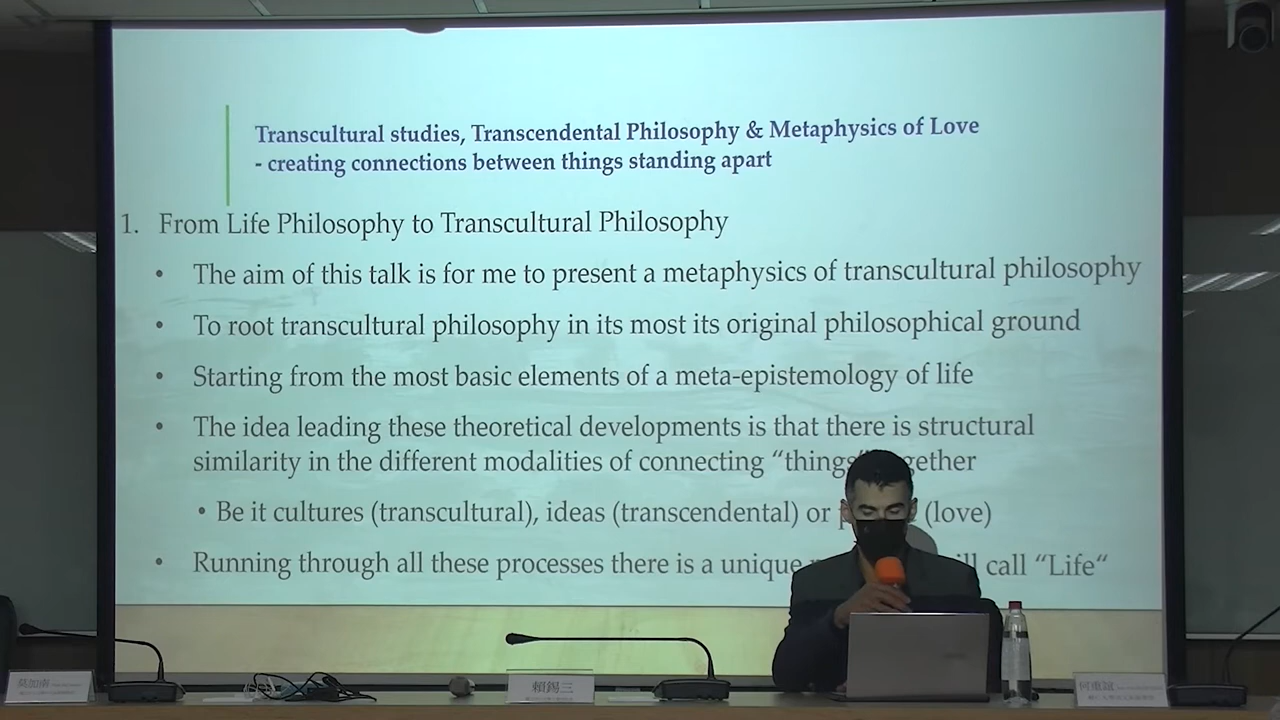 Transcultural studies, Transcendental Philosophy & Metaphysics of Love
- creating connections between things standing apart
1. From Life Philosophy to Transcultural Philosophy
• The aim of this talk is for me to present a metaphysics of transcultural philosophy
• To root transcultural philosophy in its most its original philosophical ground
• Starting from the most basic elements of a meta-epistemology of life
• The idea leading these theoretical developments is that there is structural
similarity in the different modalities of connecting “things” gether
• Be it cultures (transcultural), ideas (transcendental) or (love)
• Running through all these processes there is a unique call “Life“
賴錫三